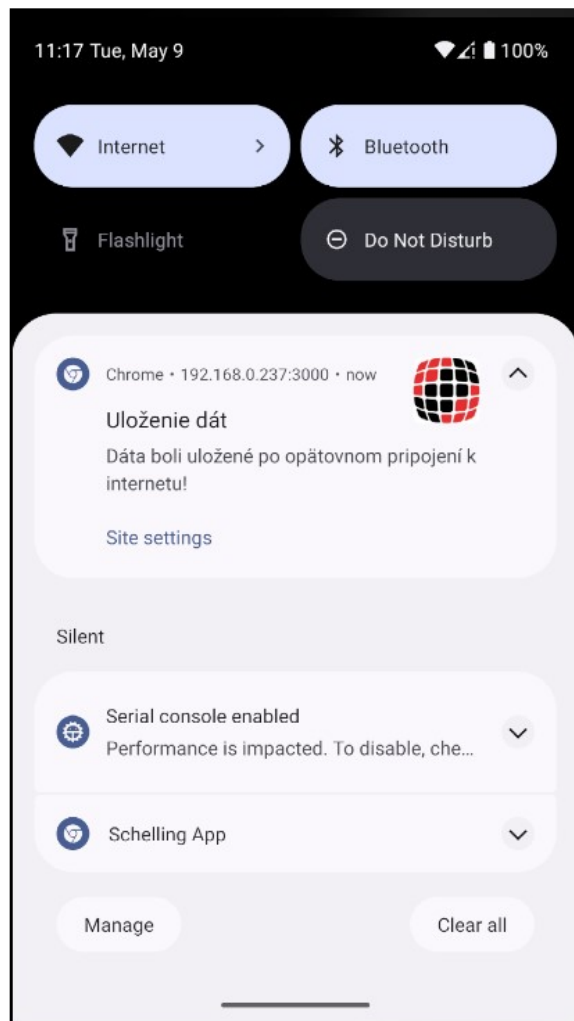 11:17 Tue, May 9
100%
Internet
Bluetooth
Flashlight
Do Not Disturb
Chrome • 192.168.0.237:3000 • now
Uloženie dát
Dáta boli uložené po opätovnom pripojení k
internetu!
Site settings
Silent
Serial console enabled
Performance is impacted. To disable, che...
Schelling App
Manage
Clear all